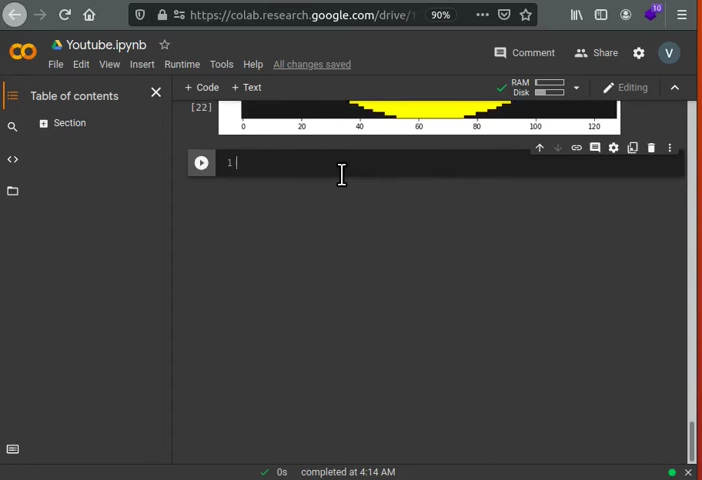 https://colab.research.google.com/drive/
90%
10
Youtube.ipynb
Comment
Share
V
File Edit View Insert Runtime Tools Help All changes saved
+ Code + Text
RAM
Disk
Editing
Table of contents
Section
[22]
0 20 40 60 80 100 120
1
0s completed at 4:14 AM